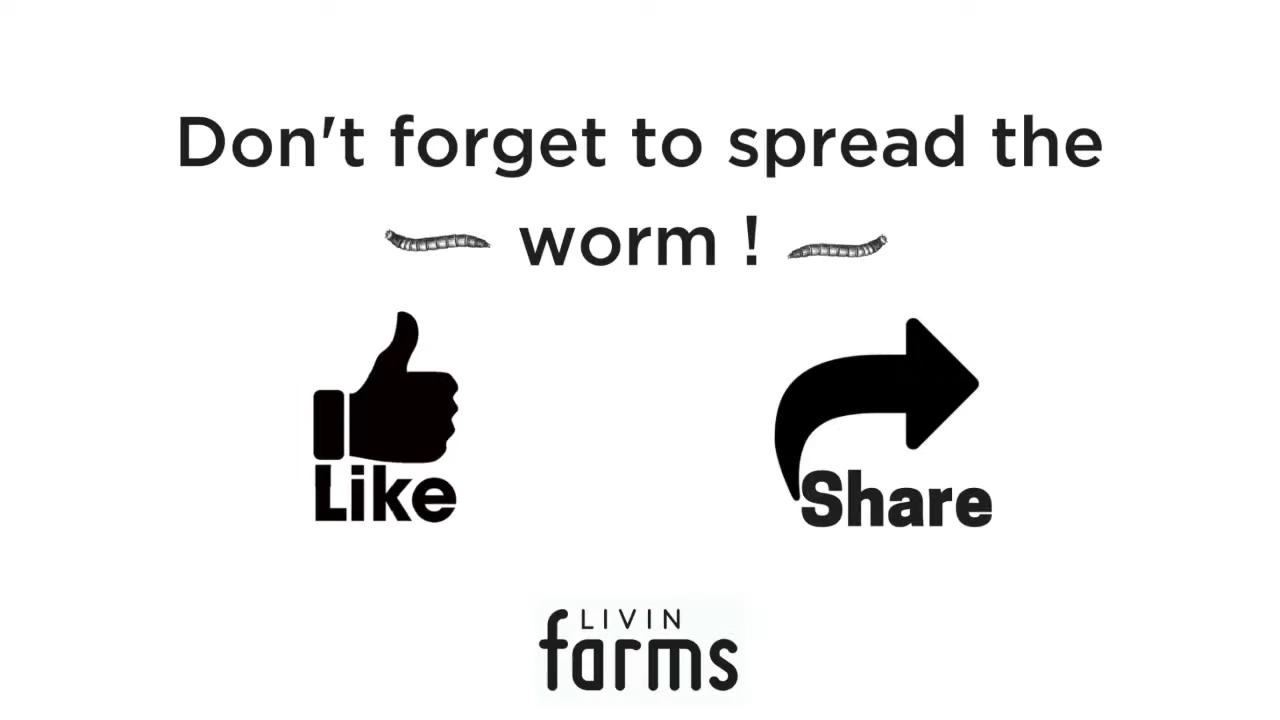 Don't forget to spread the
worm !
Like
Share
LIVIN
farms